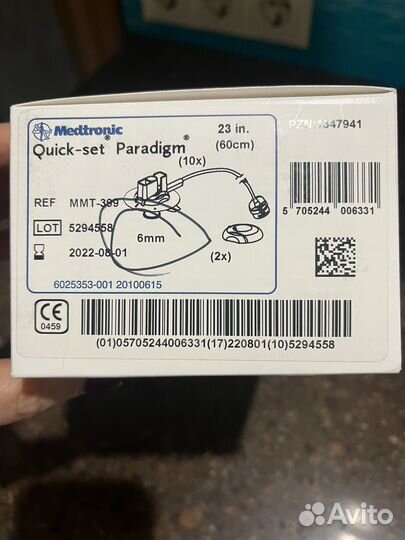 Medtronic
Quick-set® Paradigm®
23 in.
(60cm)
PZN:1547941
(10x)
REF MMT-399
LOT 5294558
2022-08-01
6mm
(2x)
5 705244 006331
6025353-001 20100615
CE
0459
(01)05705244006331(17)220801(10)5294558
Avito